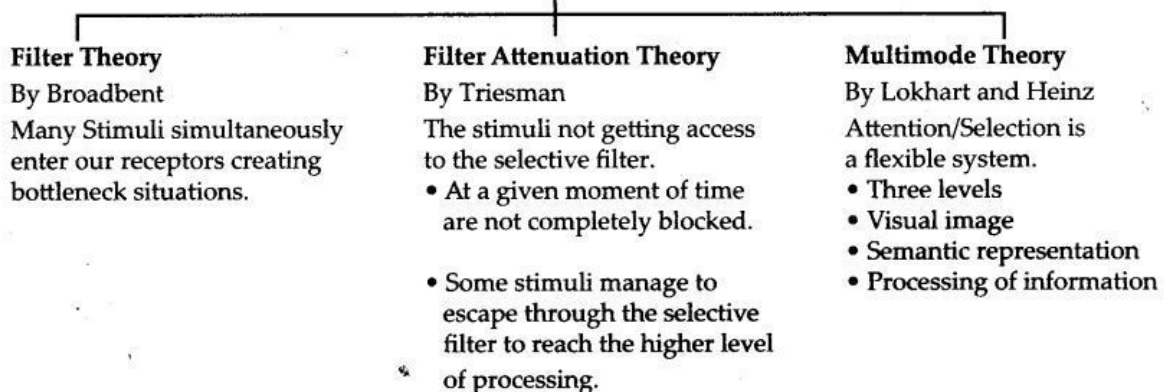 Filter Theory
By Broadbent
Many Stimuli simultaneously
enter our receptors creating
bottleneck situations.
Filter Attenuation Theory
By Triesman
The stimuli not getting access
to the selective filter.
• At a given moment of time
are not completely blocked.
• Some stimuli manage to
escape through the selective
filter to reach the higher level
of processing.
Multimode Theory
By Lokhart and Heinz
Attention/Selection is
a flexible system.
• Three levels
• Visual image
• Semantic representation
• Processing of information